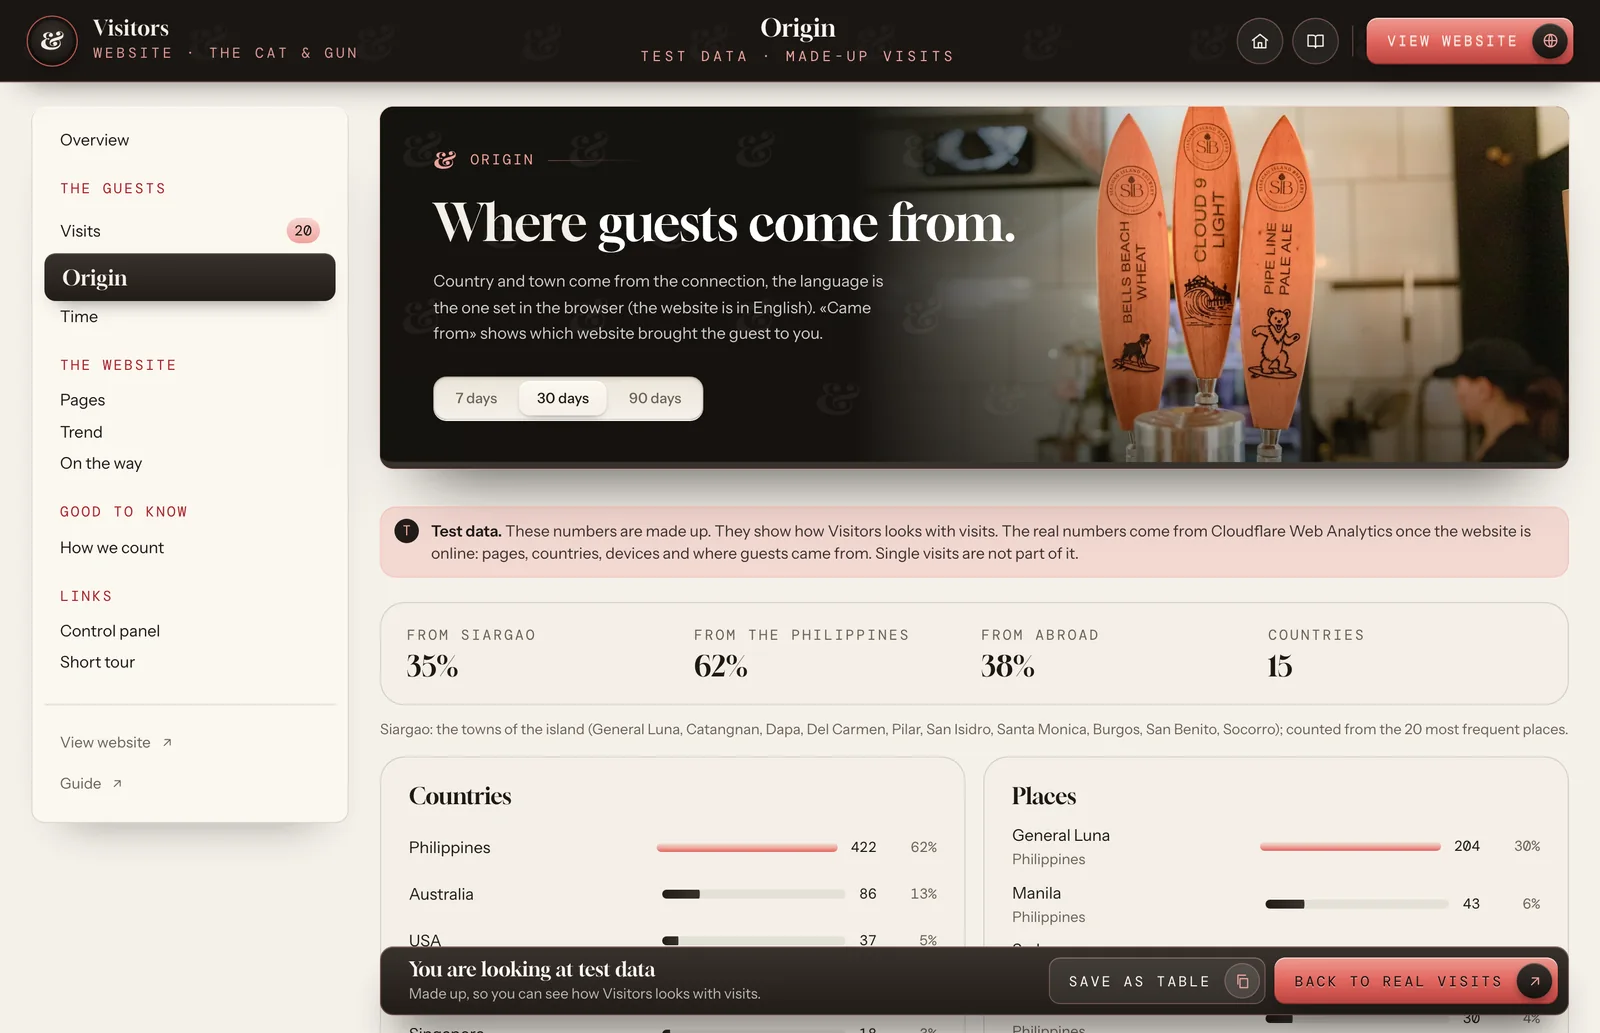 &
Visitors
WEBSITE · THE CAT & GUN
Origin
TEST DATA · MADE-UP VISITS
VIEW WEBSITE
Overview
THE GUESTS
Visits
20
Origin
Time
THE WEBSITE
Pages
Trend
On the way
GOOD TO KNOW
How we count
LINKS
Control panel
Short tour
View website
Guide
& ORIGIN
Where guests come from.
Country and town come from the connection, the language is
the one set in the browser (the website is in English). «Came
from» shows which website brought the guest to you.
7 days
30 days
90 days
SIB
BELLS BEACH
WHEAT
SIB
CLOUD 9
LIGHT
SIB
PIPE LINE
PALE ALE
T
Test data. These numbers are made up. They show how Visitors looks with visits. The real numbers come from Cloudflare Web Analytics once the website is
online: pages, countries, devices and where guests came from. Single visits are not part of it.
FROM SIARGAO
35%
FROM THE PHILIPPINES
62%
FROM ABROAD
38%
COUNTRIES
15
Siargao: the towns of the island (General Luna, Catangnan, Dapa, Del Carmen, Pilar, San Isidro, Santa Monica, Burgos, San Benito, Socorro); counted from the 20 most frequent places.
Countries
Philippines 422 62%
Australia 86 13%
USA 37 5%
Places
General Luna
Philippines
204 30%
Manila
Philippines
43 6%
You are looking at test data
Made up, so you can see how Visitors looks with visits.
SAVE AS TABLE
BACK TO REAL VISITS
Singapore 18 3%
Philippines
30 4%